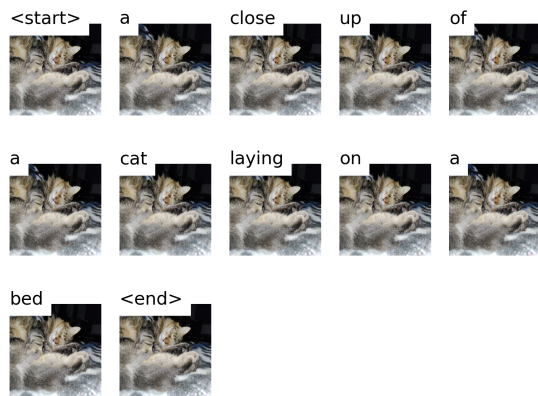 <start> a close up of
a cat laying on a
bed <end>